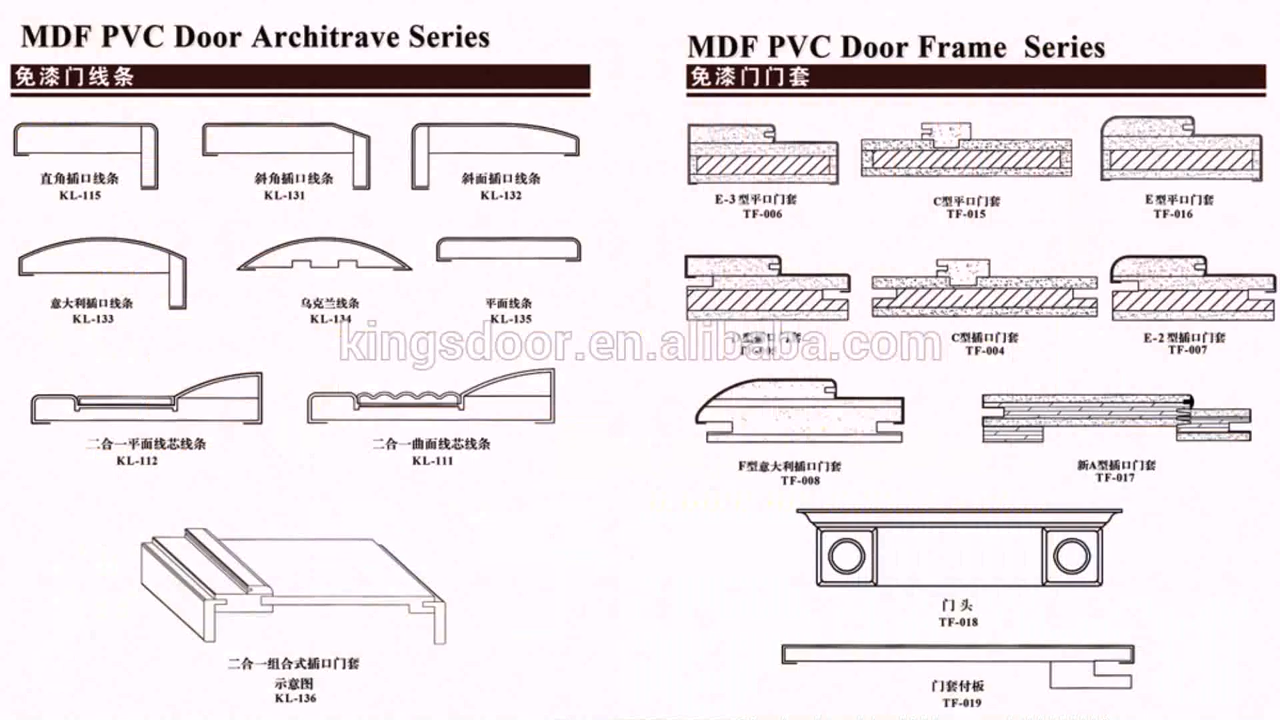 MDF PVC Door Architrave Series
免漆门线条
直角插口线条
KL-115
斜角插口线条
KL-131
斜面插口线条
KL-132
意大利插口线条
KL-133
乌克兰线条
KL-134
平面线条
KL-135
二合一平面线芯线条
KL-112
二合一曲面线芯线条
KL-111
二合一组合式插口门套
示意图
KL-136
MDF PVC Door Frame Series
免漆门门套
E-3型平口门套
TF-006
C型平口门套
TF-015
E型平口门套
TF-016
C型插口门套
TF-004
E-2型插口门套
TF-007
F型意大利插口门套
TF-008
新A型插口门套
TF-017
门头
TF-018
门套付板
TF-019
kingsdoor.en.alibaba.com